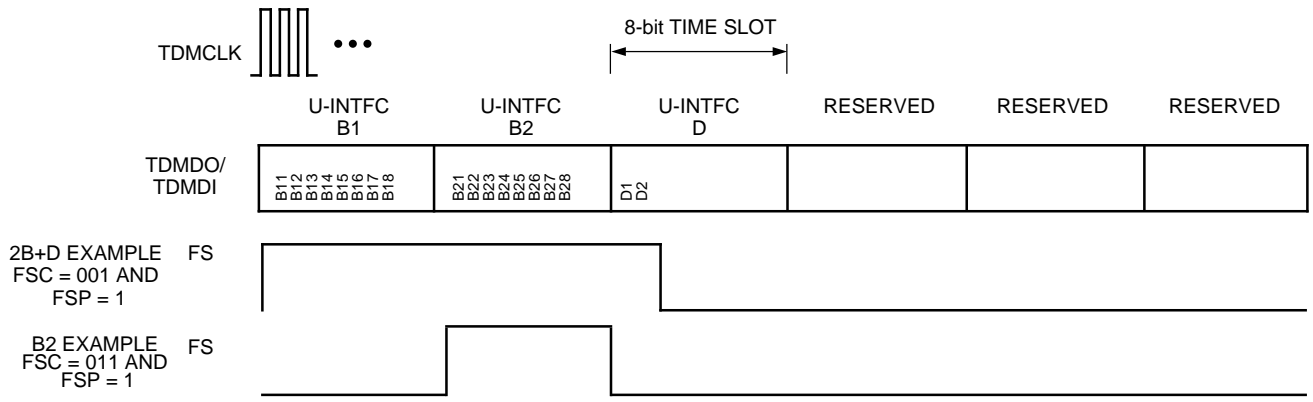 8-bit TIME SLOT
TDMCLK
U-INTFC B1
U-INTFC B2
U-INTFC D
RESERVED
RESERVED
RESERVED
TDMDO/
TDMDI
B11
B12
B13
B14
B15
B16
B17
B18
B21
B22
B23
B24
B25
B26
B27
B28
D1
D2
2B+D EXAMPLE FS
FSC = 001 AND
FSP = 1
B2 EXAMPLE FS
FSC = 011 AND
FSP = 1